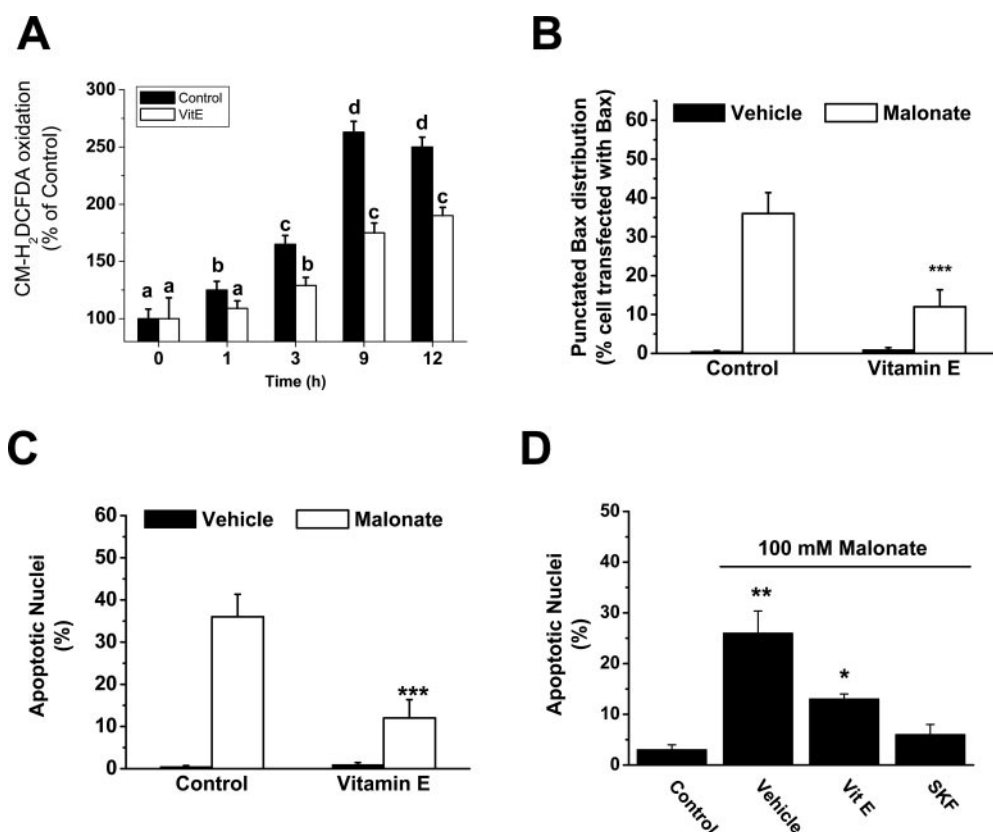 A
CM-H2DCFDA oxidation
(% of Control)
300
250
200
150
100
Control
VitE
a a b a c b d c d c
0 1 3 9 12
Time (h)
B
Punctated Bax distribution
(% cell transfected with Bax)
60
50
40
30
20
10
0
Vehicle Malonate
***
Control Vitamin E
C
Apoptotic Nuclei
(%)
60
50
40
30
20
10
0
Vehicle Malonate
***
Control Vitamin E
D
Apoptotic Nuclei
(%)
50
40
30
20
10
0
100 mM Malonate
**
*
Control Vehicle Vit E SKF